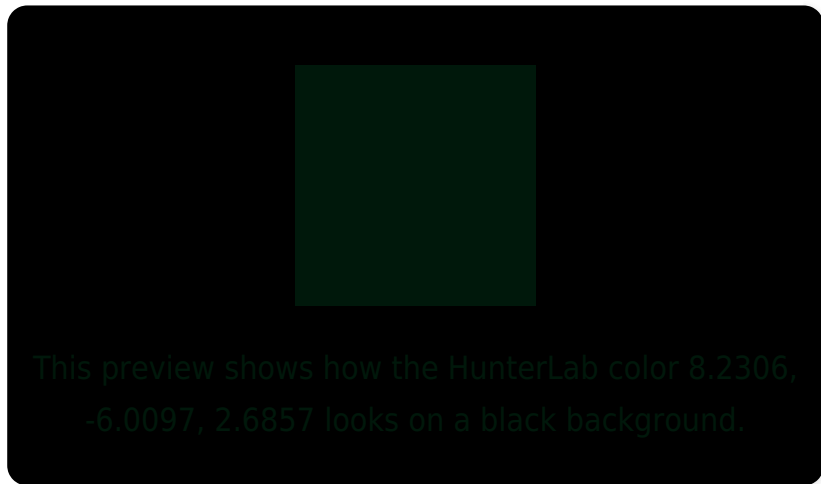 This preview shows how the HunterLab color 8.2306,
-6.0097, 2.6857 looks on a black background.